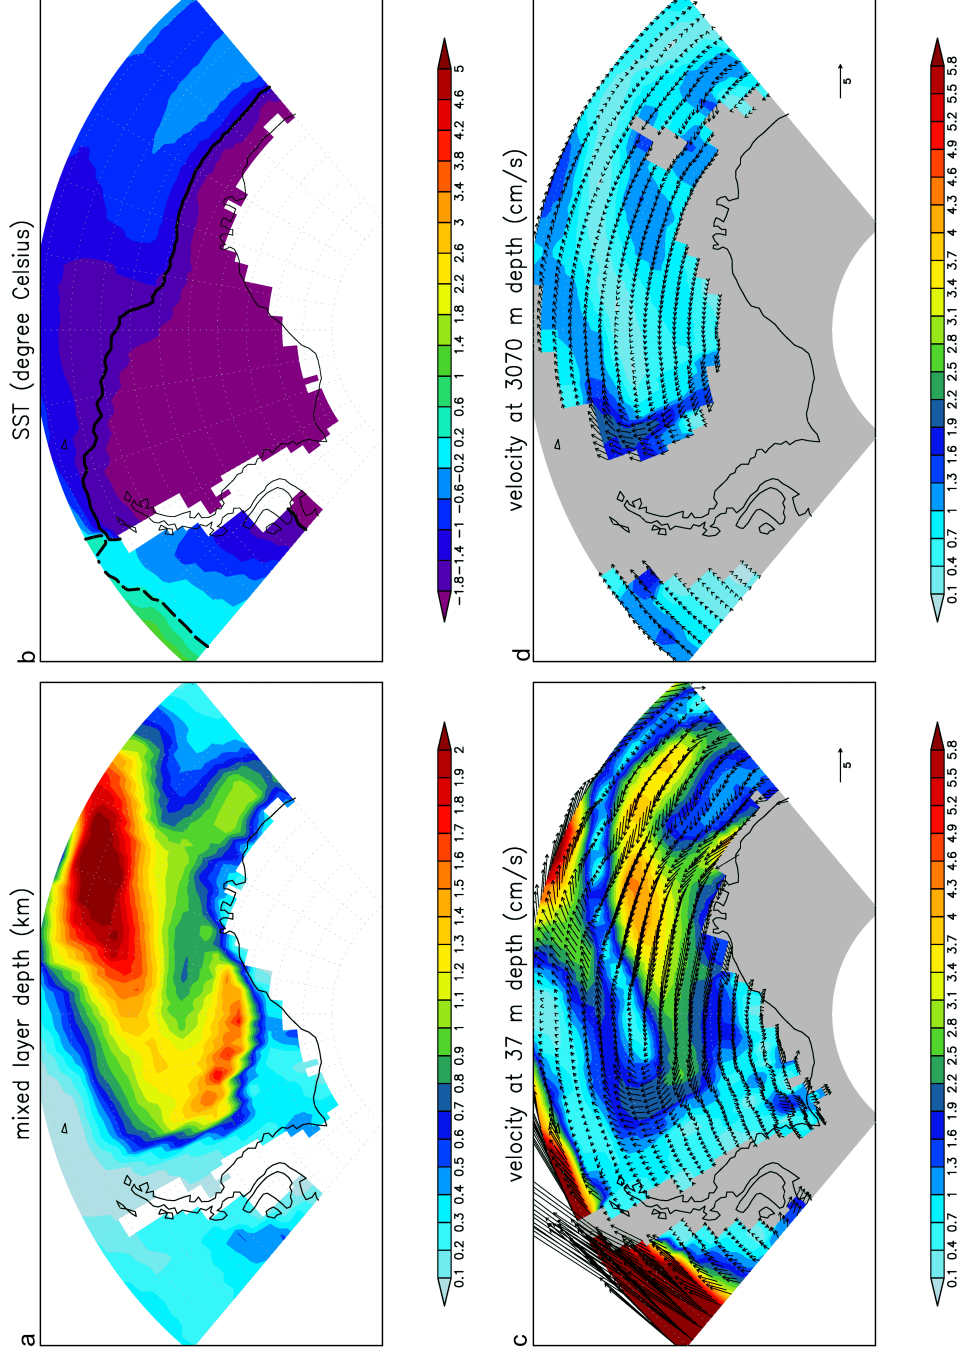 a
mixed layer depth (km)
0.1 0.2 0.3 0.4 0.5 0.6 0.7 0.8 0.9 1 1.1 1.2 1.3 1.4 1.5 1.6 1.7 1.8 1.9 2
b
SST (degree Celsius)
−1.8 −1.4 −1 −0.6 −0.2 0.2 0.6 1 1.4 1.8 2.2 2.6 3 3.4 3.8 4.2 4.6 5
c
velocity at 37 m depth (cm/s)
5
0.1 0.4 0.7 1 1.3 1.6 1.9 2.2 2.5 2.8 3.1 3.4 3.7 4 4.3 4.6 4.9 5.2 5.5 5.8
d
velocity at 3070 m depth (cm/s)
5
0.1 0.4 0.7 1 1.3 1.6 1.9 2.2 2.5 2.8 3.1 3.4 3.7 4 4.3 4.6 4.9 5.2 5.5 5.8